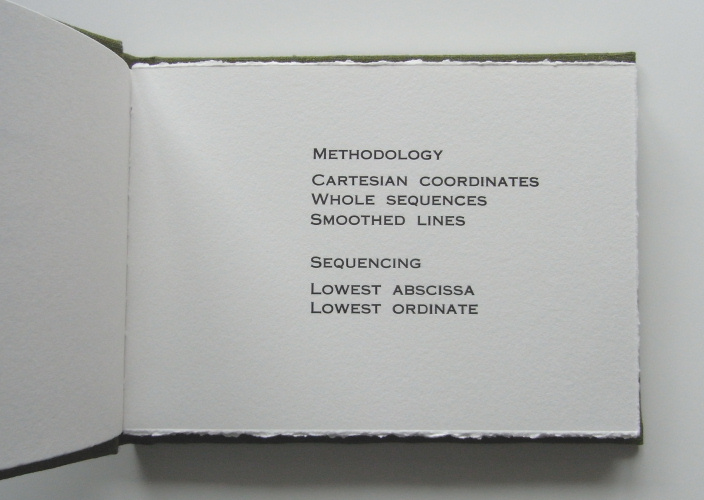 Methodology
Cartesian coordinates
Whole sequences
Smoothed lines
Sequencing
Lowest abscissa
Lowest ordinate